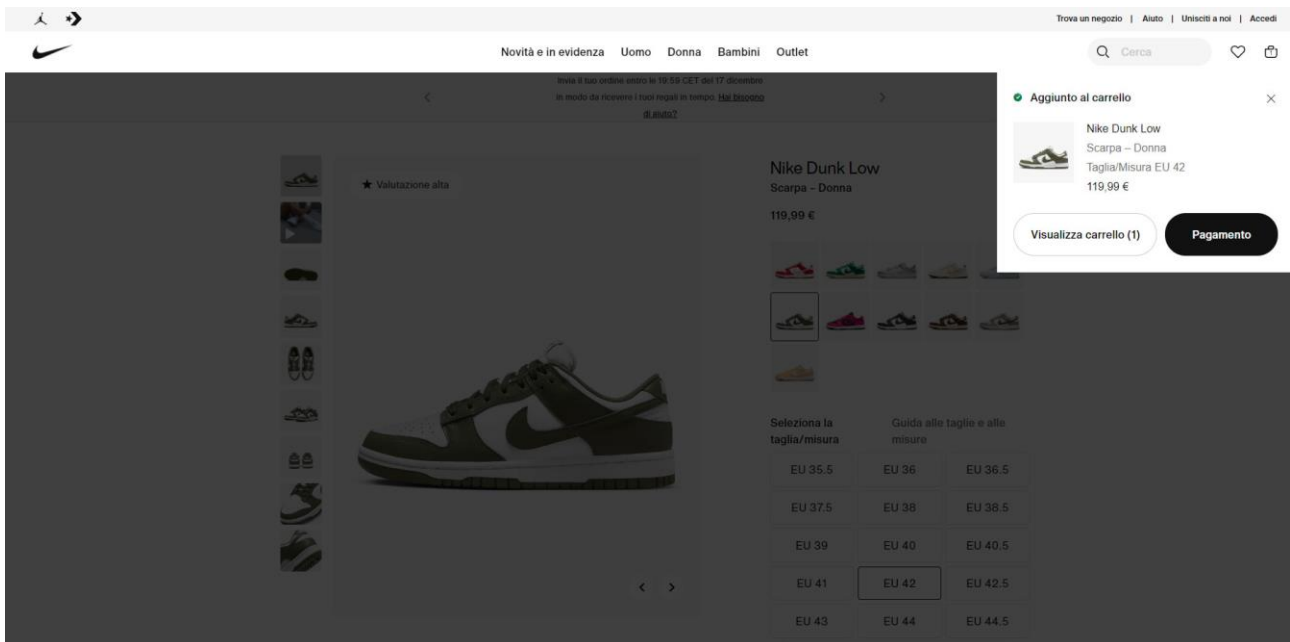 Trova un negozio | Aiuto | Unisciti a noi | Accedi
Novità e in evidenza Uomo Donna Bambini Outlet
Cerca
1
Invia il tuo ordine entro le 19:59 CET del 17 dicembre
in modo da ricevere i tuoi regali in tempo. Hai bisogno
di aiuto?
Aggiunto al carrello
Nike Dunk Low
Scarpa – Donna
Taglia/Misura EU 42
119,99 €
Visualizza carrello (1)
Pagamento
★ Valutazione alta
Nike Dunk Low
Scarpa – Donna
119,99 €
Seleziona la
taglia/misura
Guida alle taglie e alle
misure
EU 35.5 EU 36 EU 36.5
EU 37.5 EU 38 EU 38.5
EU 39 EU 40 EU 40.5
EU 41 EU 42 EU 42.5
EU 43 EU 44 EU 44.5